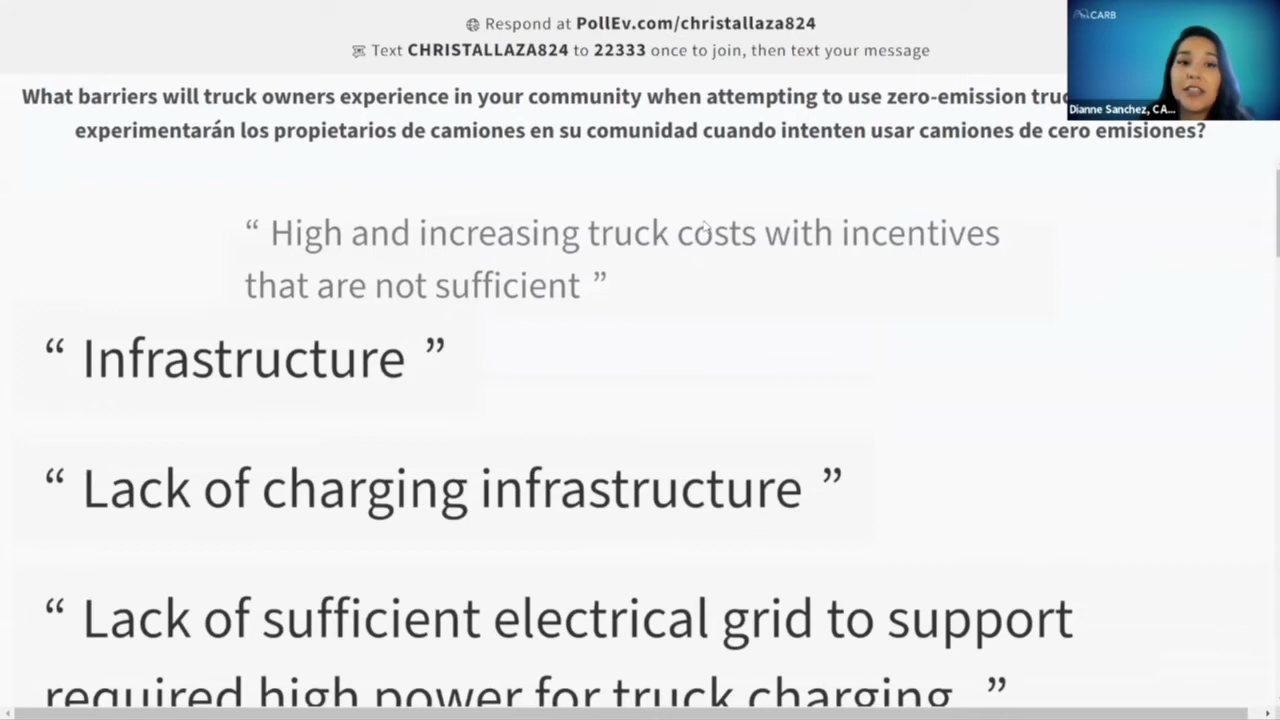 Respond at PollEv.com/christallaza824
Text CHRISTALLAZA824 to 22333 once to join, then text your message
CARB
What barriers will truck owners experience in your community when attempting to use zero-emission
experimentarán los propietarios de camiones en su comunidad cuando intenten usar camiones de cero emisiones?
Dianne Sanchez, CA...
“ High and increasing truck costs with incentives
that are not sufficient ”
“ Infrastructure ”
“ Lack of charging infrastructure ”
“ Lack of sufficient electrical grid to support
required high power for truck charging ”